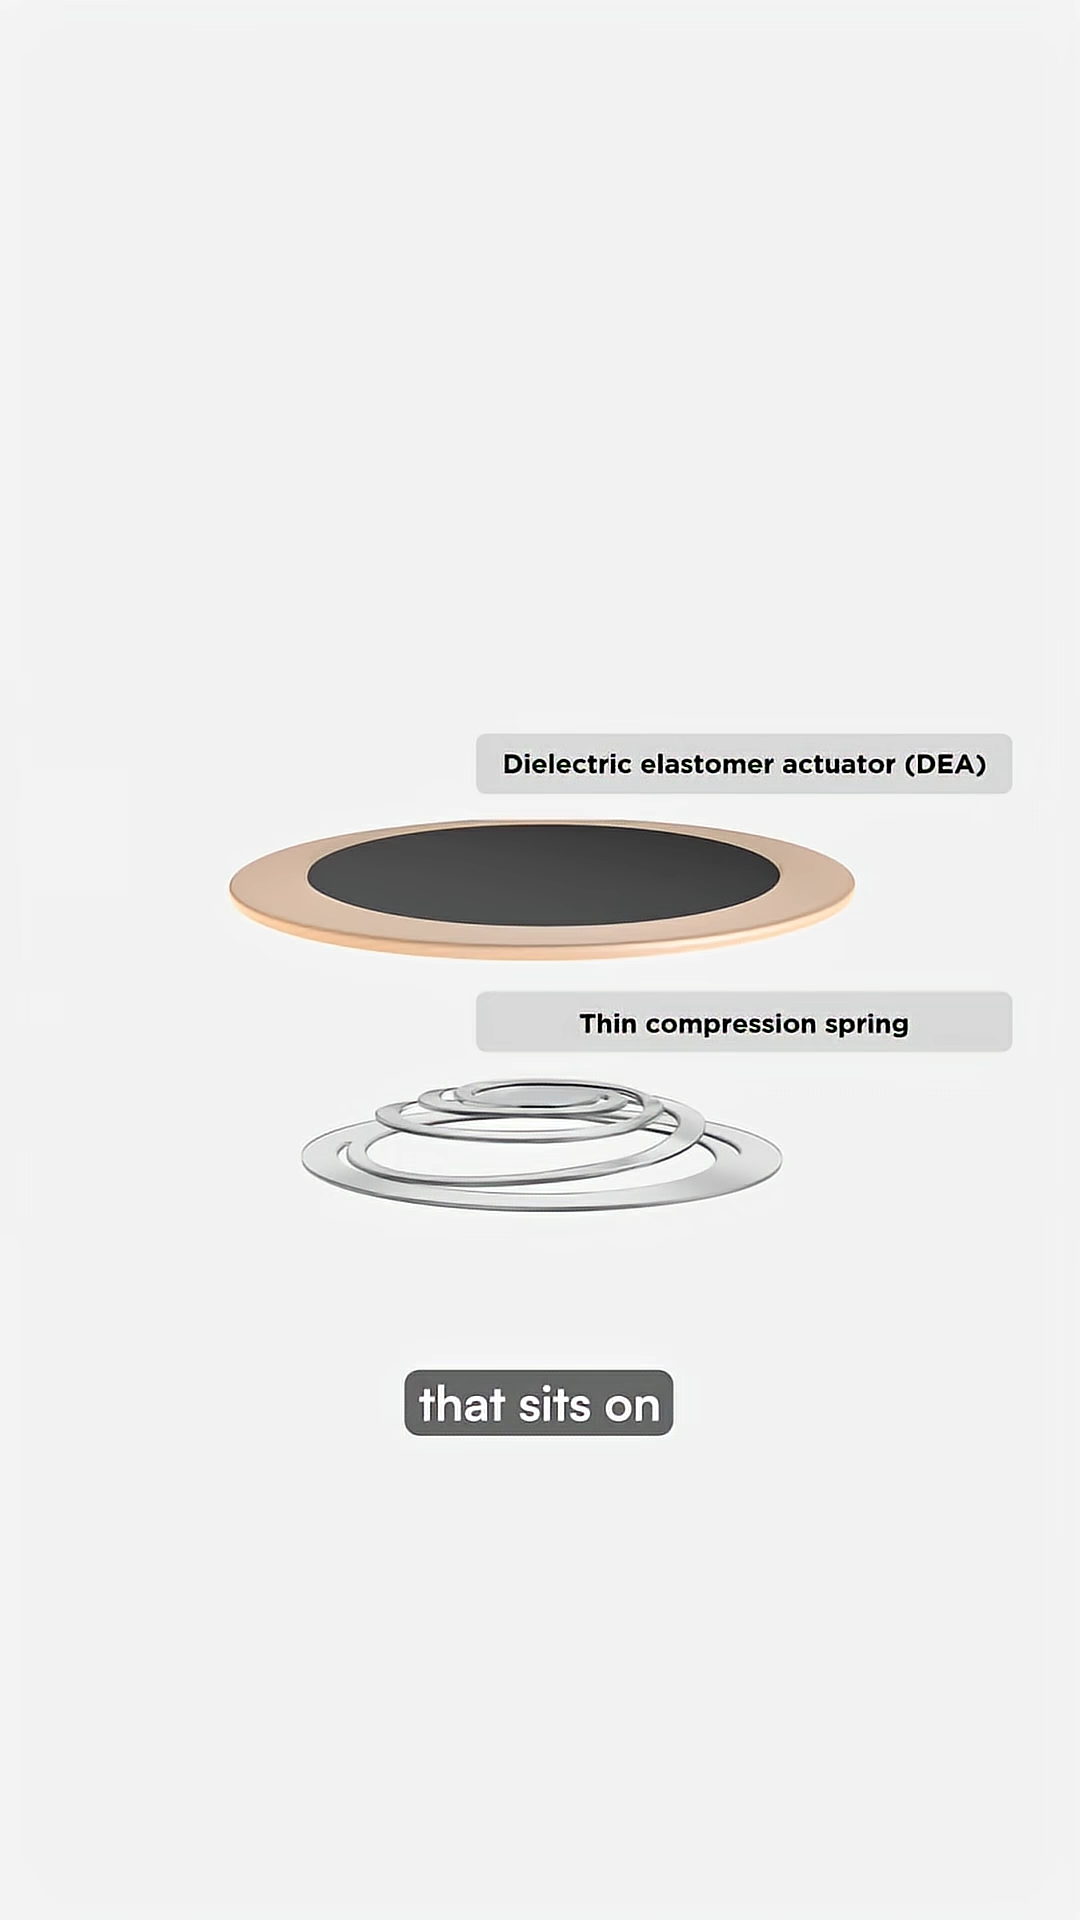 Dielectric elastomer actuator (DEA)
Thin compression spring
that sits on